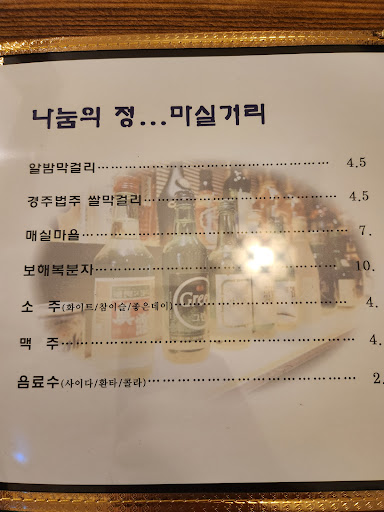 나눔의 정...마실거리
알밤막걸리 4.5
경주법주 쌀막걸리 4.5
매실마을 7.
보해복분자 10.
소 주(화이트/참이슬/좋은데이) 4.
맥 주 4.
음료수(사이다/환타/콜라) 2.